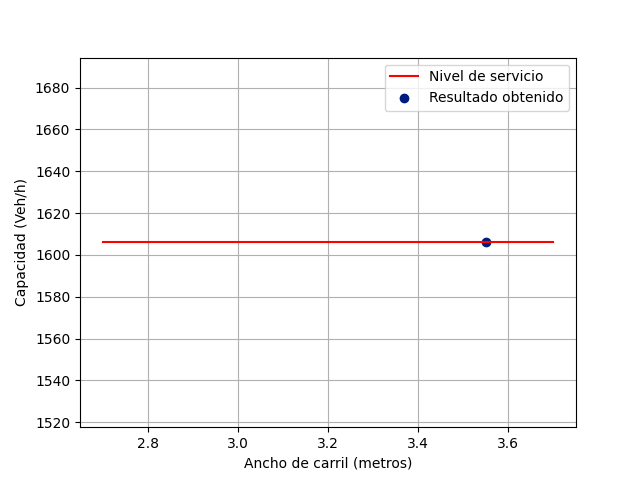 Nivel de servicio
Resultado obtenido
1680
1660
1640
1620
1600
1580
1560
1540
1520
Capacidad (Veh/h)
2.8 3.0 3.2 3.4 3.6
Ancho de carril (metros)